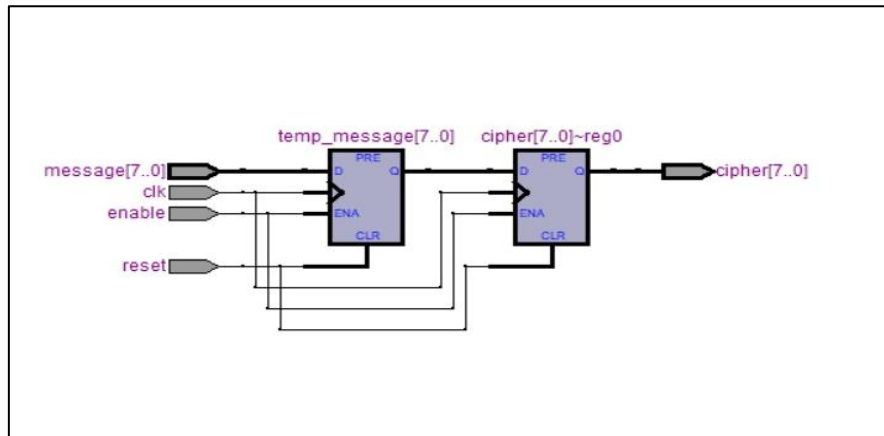 temp_message[7..0] cipher[7..0]~reg0
PRE PRE
message[7..0] D Q D Q cipher[7..0]
clk
enable ENA ENA
CLR CLR
reset